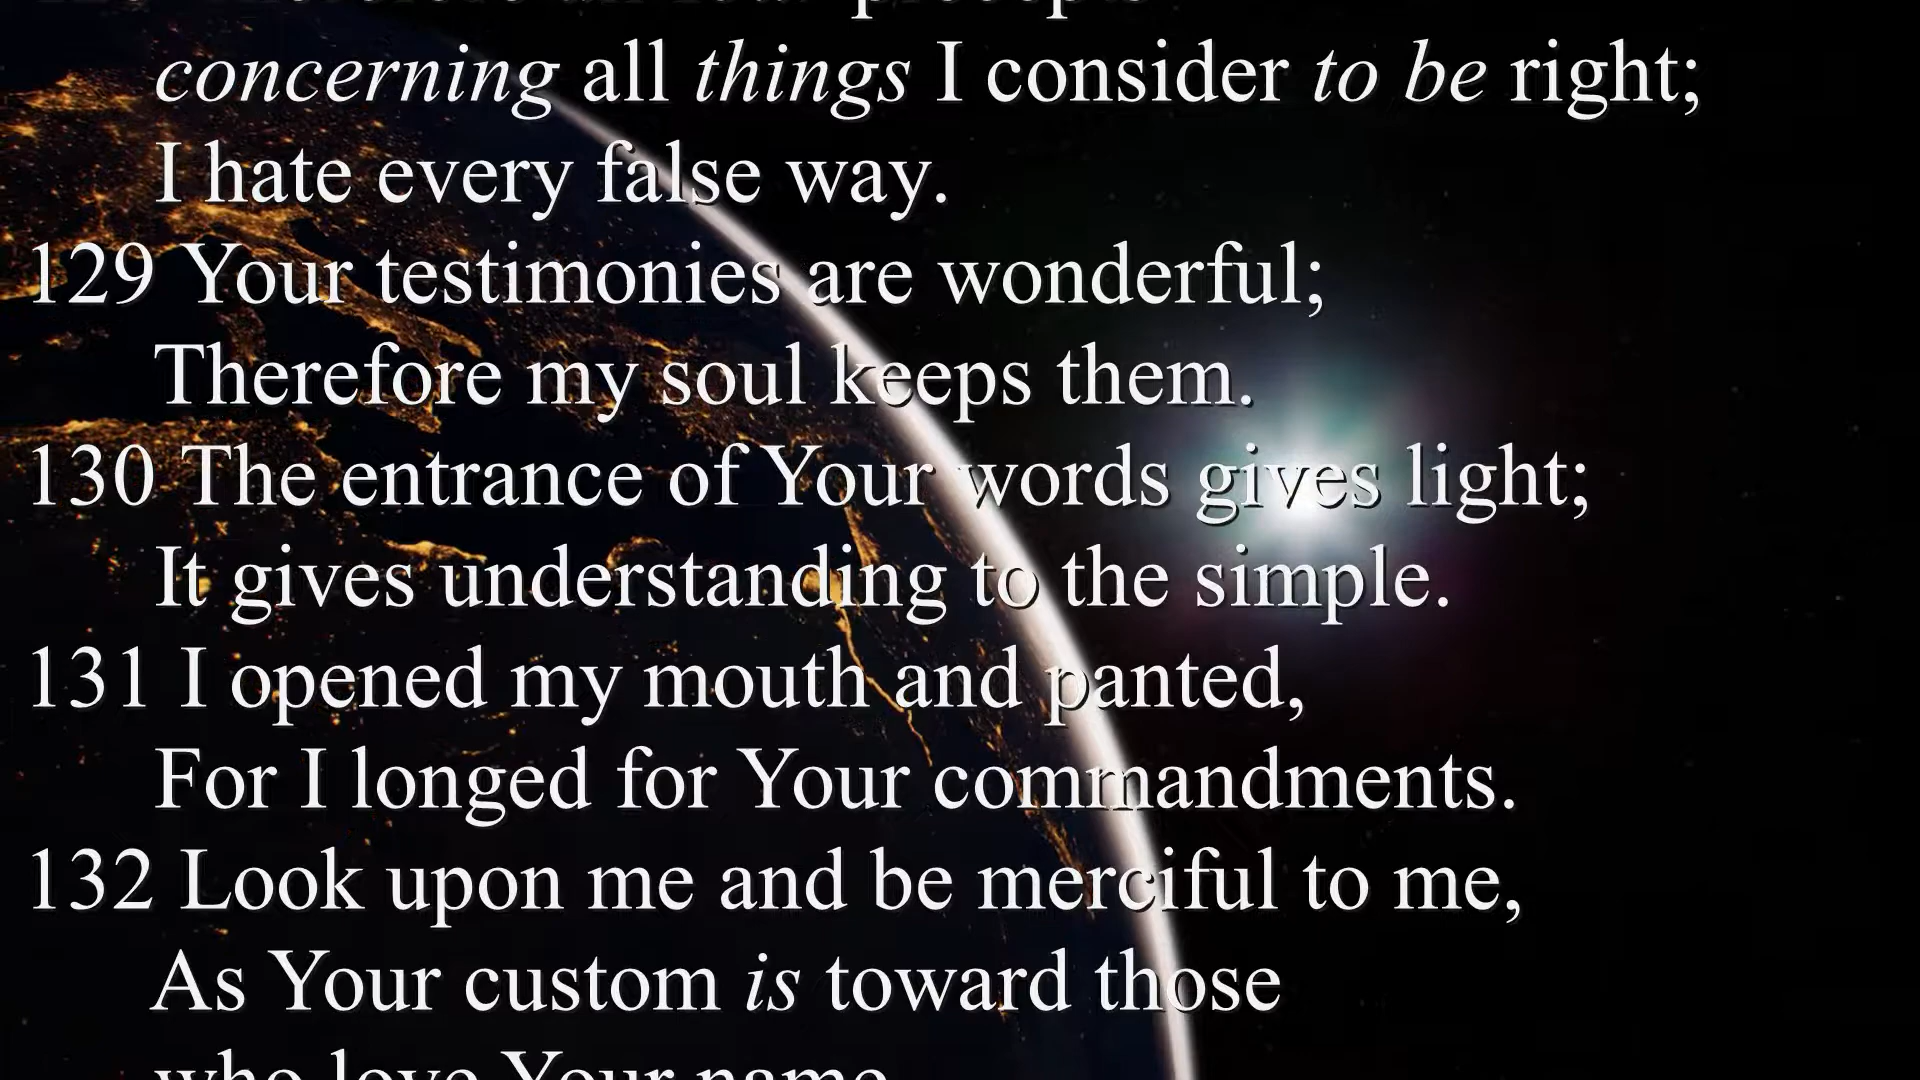 precepts
concerning all things I consider to be right;
I hate every false way.
129 Your testimonies are wonderful;
Therefore my soul keeps them.
130 The entrance of Your words gives light;
It gives understanding to the simple.
131 I opened my mouth and panted,
For I longed for Your commandments.
132 Look upon me and be merciful to me,
As Your custom is toward those
who love Your name.